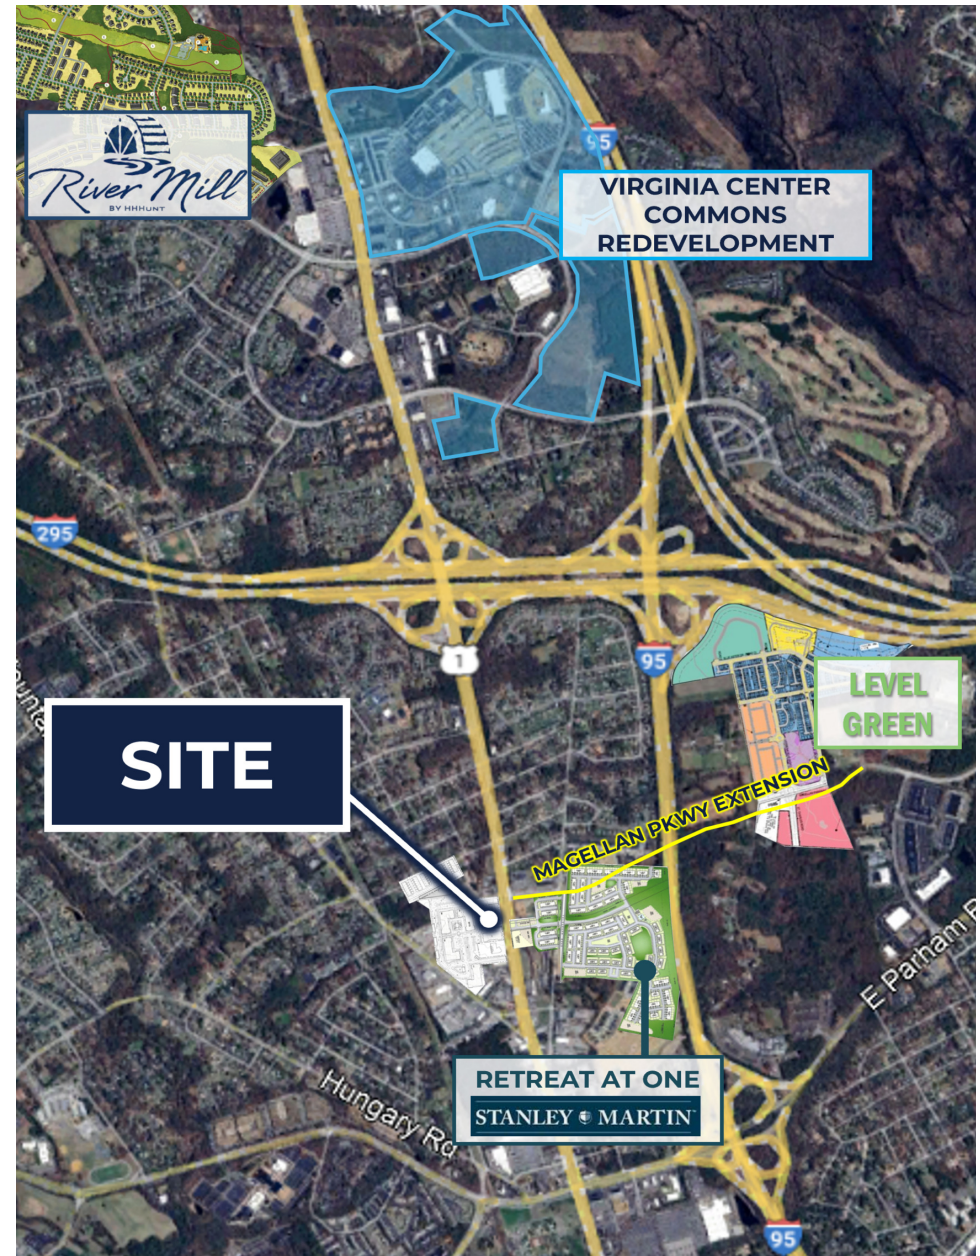 River Mill
BY HHHUNT
95
VIRGINIA CENTER
COMMONS
REDEVELOPMENT
295
1
95
LEVEL
GREEN
SITE
MAGELLAN PKWY EXTENSION
E Parham
RETREAT AT ONE
STANLEY MARTIN
Hungary Rd
95